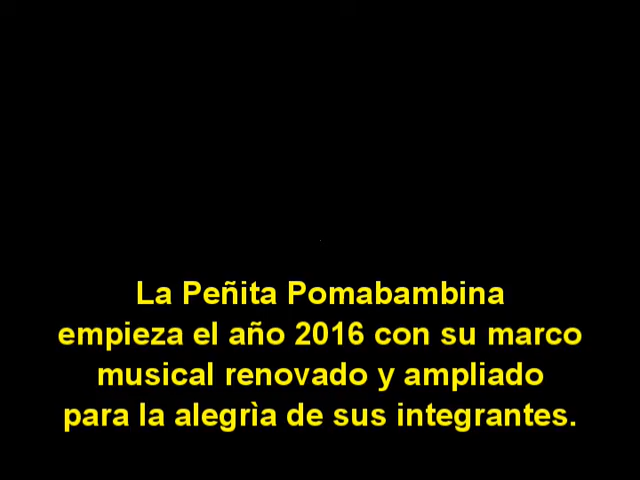 La Peñita Pomabambina
empieza el año 2016 con su marco
musical renovado y ampliado
para la alegrìa de sus integrantes.